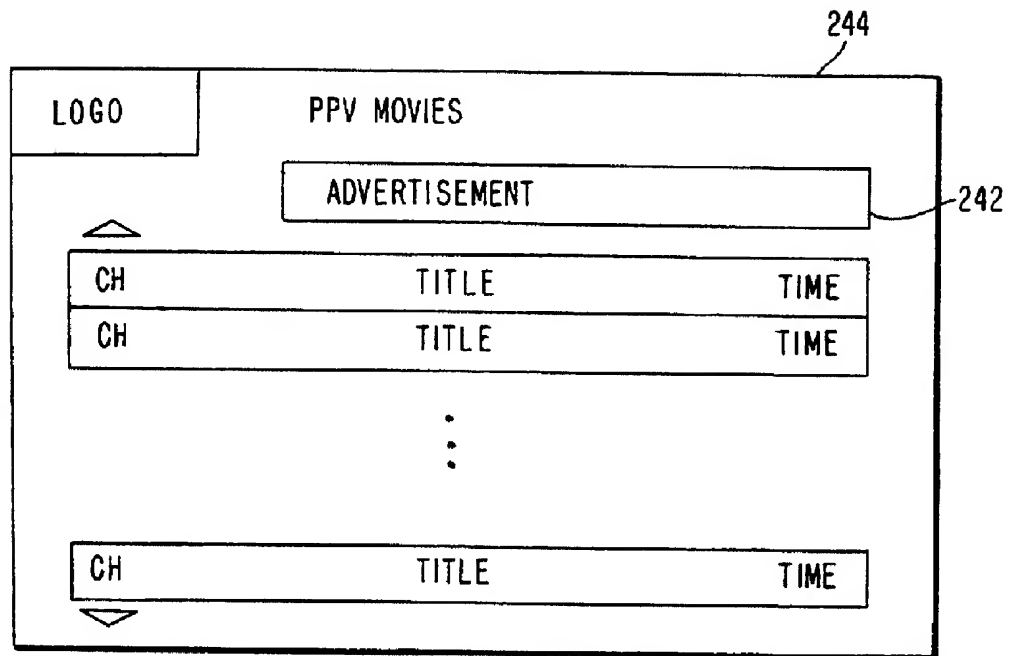 244
LOGO PPV MOVIES
ADVERTISEMENT
242
CH TITLE TIME
CH TITLE TIME
CH TITLE TIME